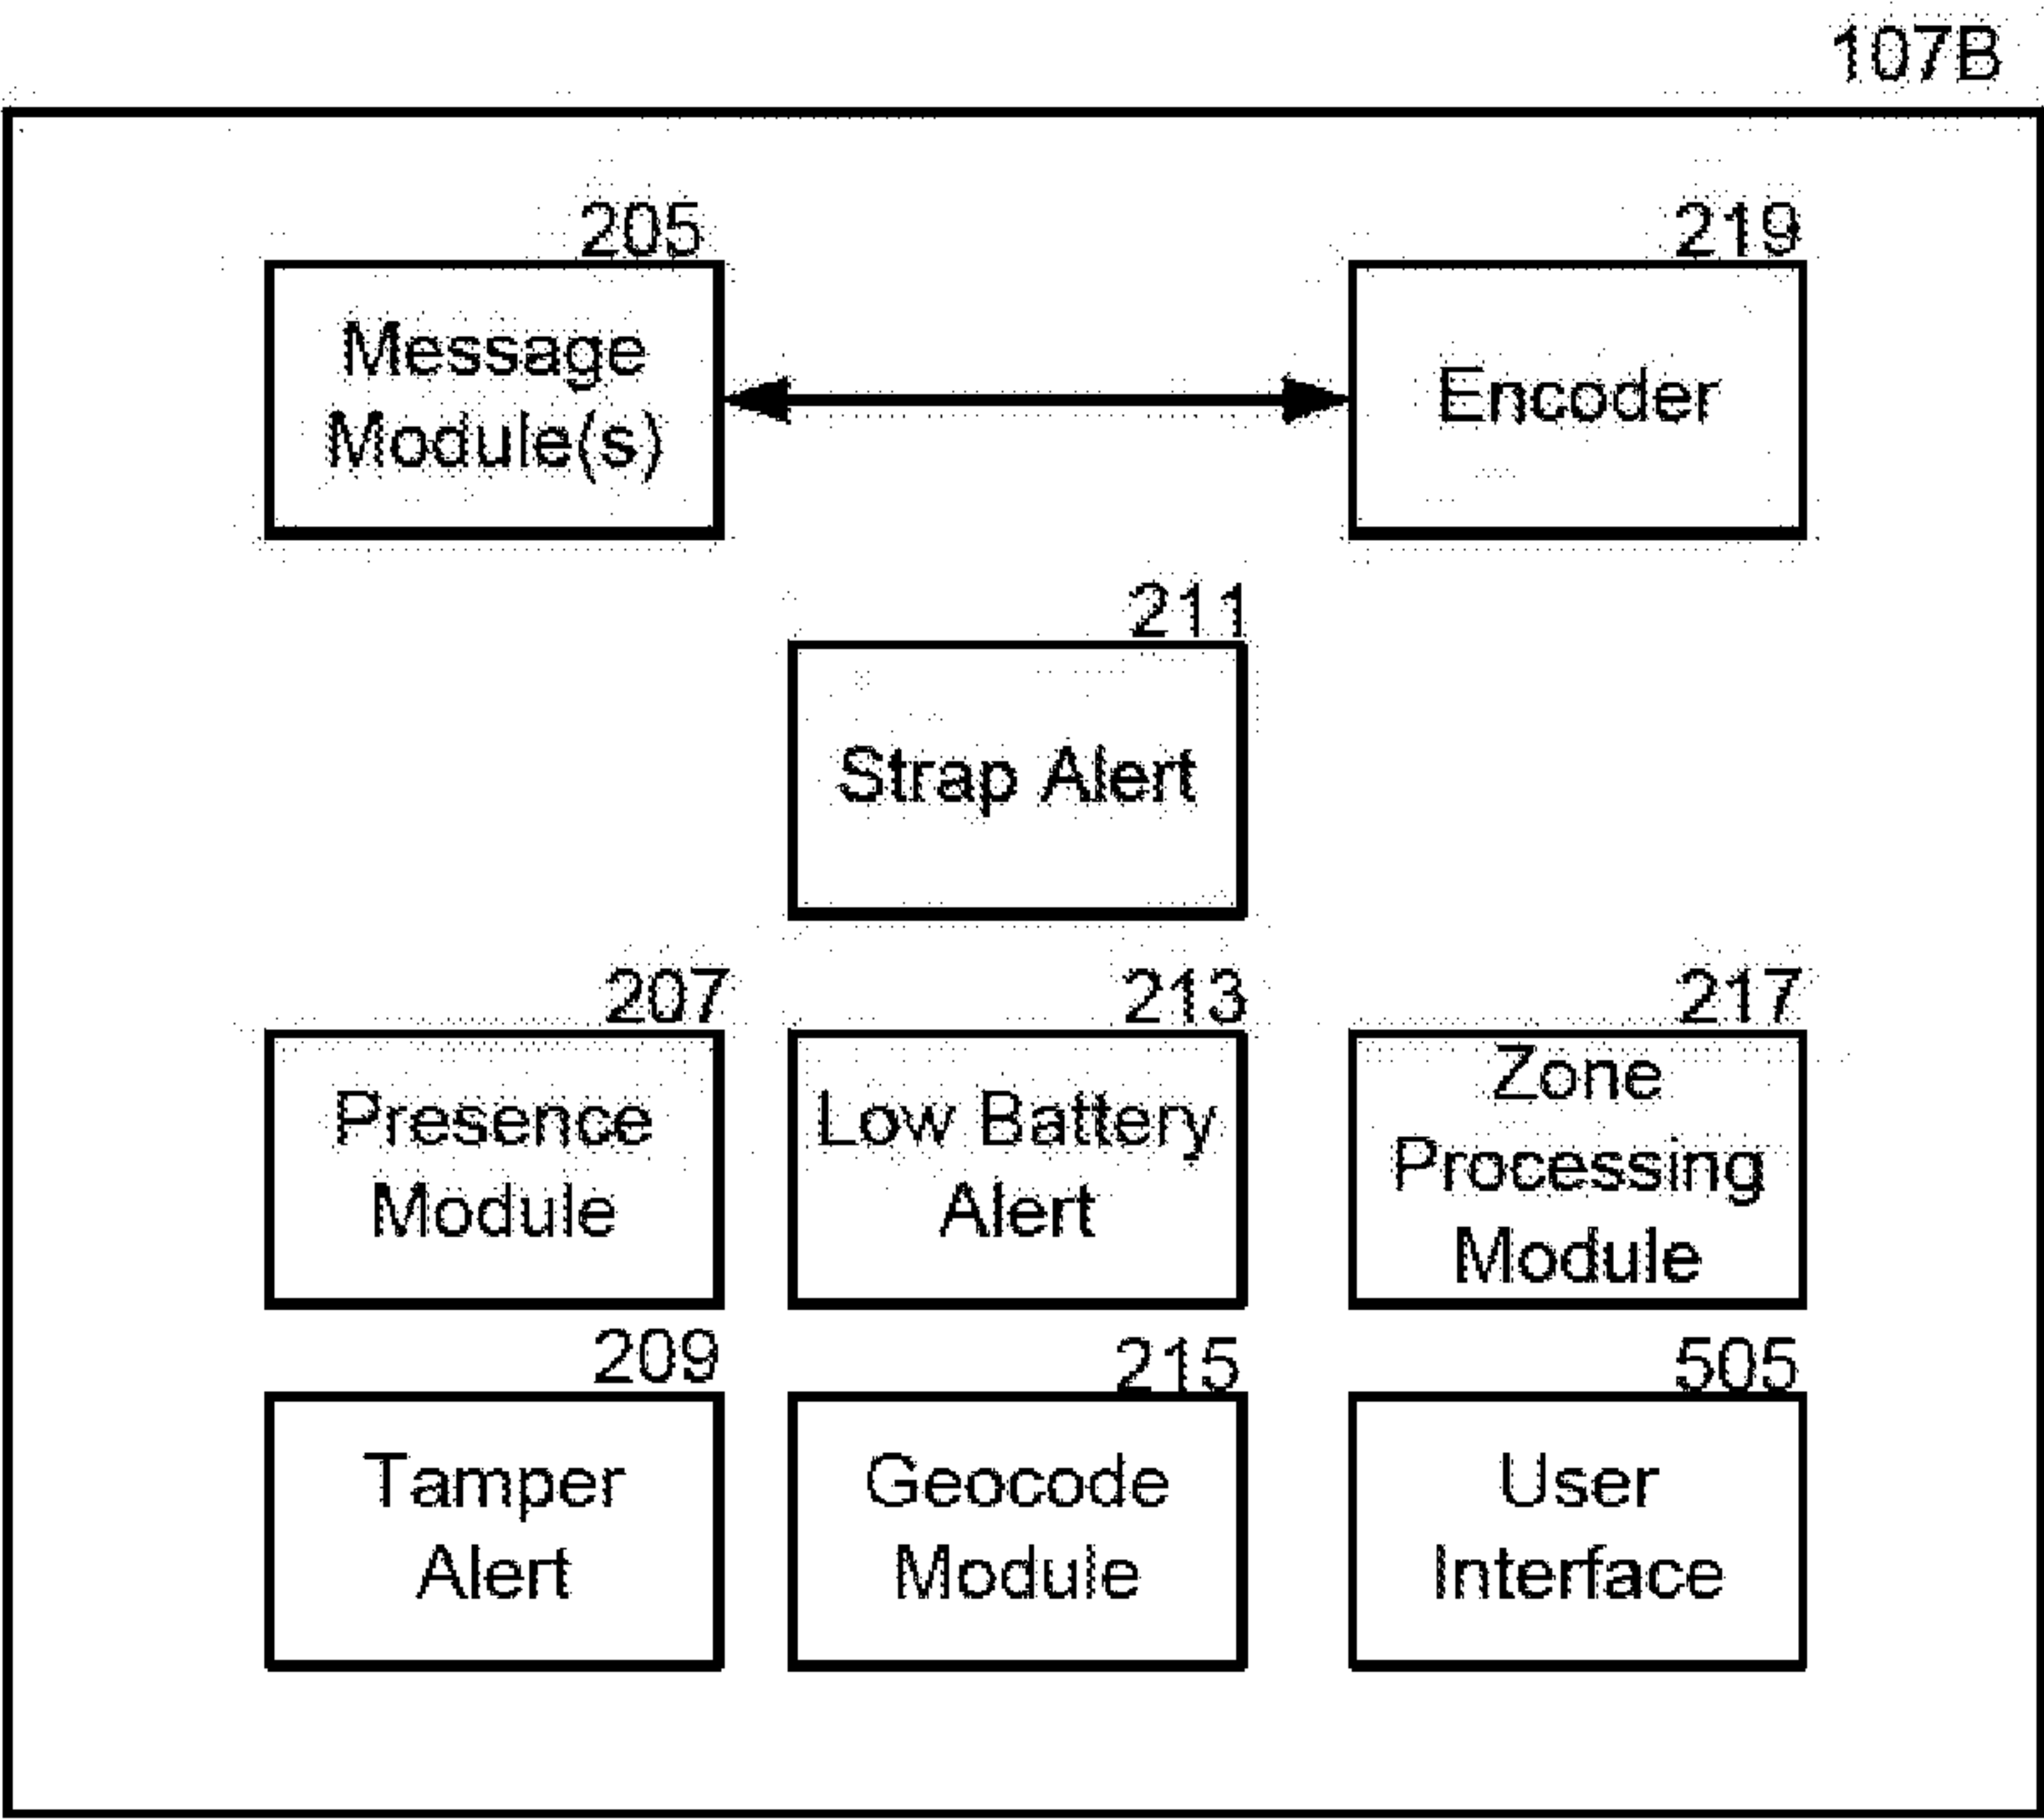 107B
205
Message
Module(s)
219
Encoder
211
Strap Alert
207
Presence
Module
213
Low Battery
Alert
217
Zone
Processing
Module
209
Tamper
Alert
215
Geocode
Module
505
User
Interface